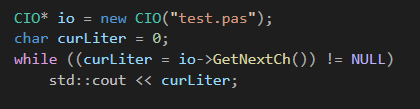 CIO* io = new CIO("test.pas");
char curLiter = 0;
while ((curLiter = io->GetNextCh()) != NULL)
    std::cout << curLiter;